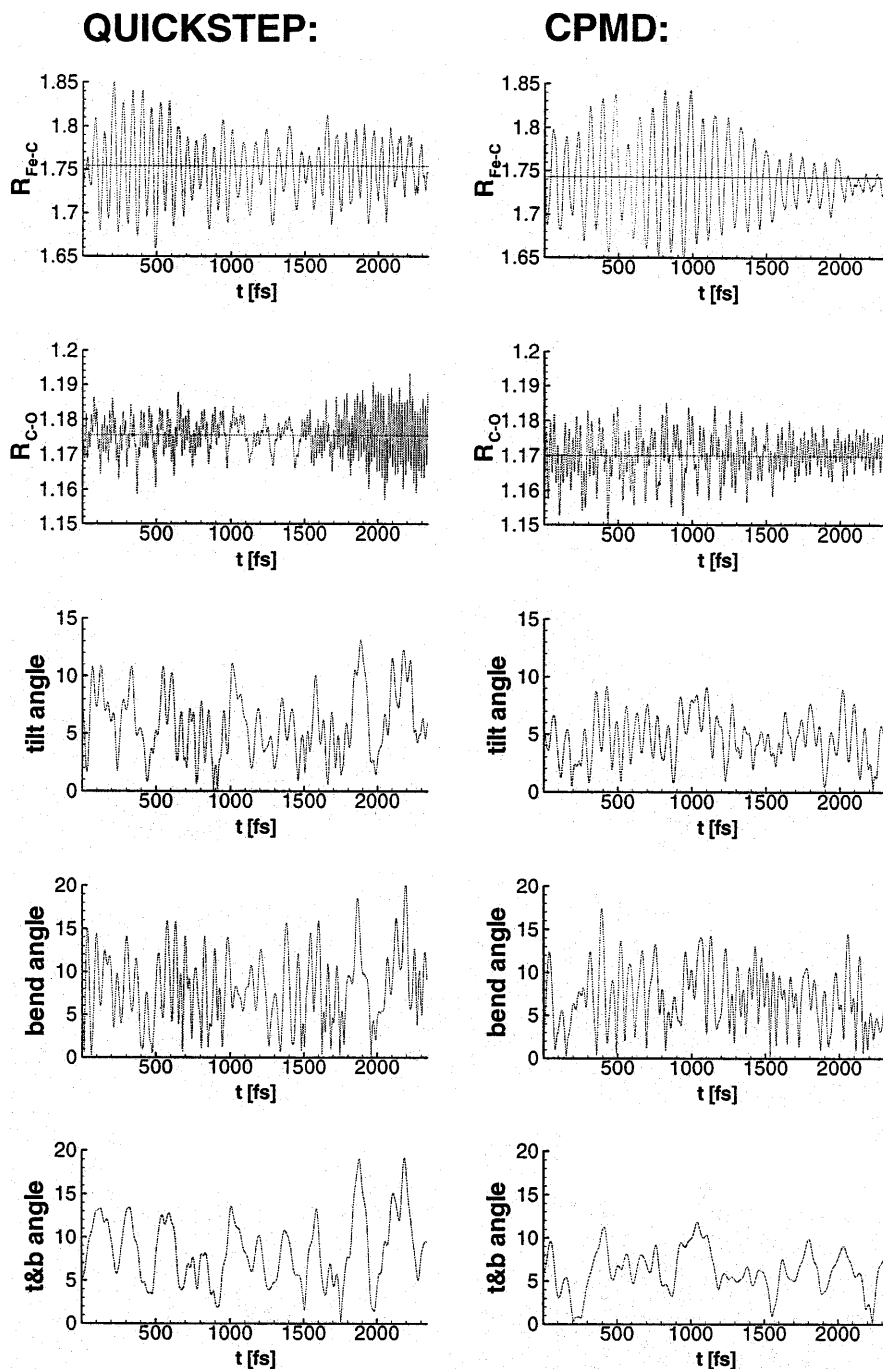 QUICKSTEP: CPMD:
1.85 1.85
1.8 1.8
R_Fe-C 1.75 R_Fe-C 1.75
1.7 1.7
1.65 1.65
500 1000 1500 2000 500 1000 1500 2000
t [fs] t [fs]
1.2 1.2
1.19 1.19
R_C-O 1.18 R_C-O 1.18
1.17 1.17
1.16 1.16
1.15 1.15
500 1000 1500 2000 500 1000 1500 2000
t [fs] t [fs]
15 15
tilt angle 10 tilt angle 10
5 5
0 0
500 1000 1500 2000 500 1000 1500 2000
t [fs] t [fs]
20 20
15 15
bend angle 10 bend angle 10
5 5
0 0
500 1000 1500 2000 500 1000 1500 2000
t [fs] t [fs]
20 20
15 15
t&b angle 10 t&b angle 10
5 5
0 0
500 1000 1500 2000 500 1000 1500 2000
t [fs] t [fs]